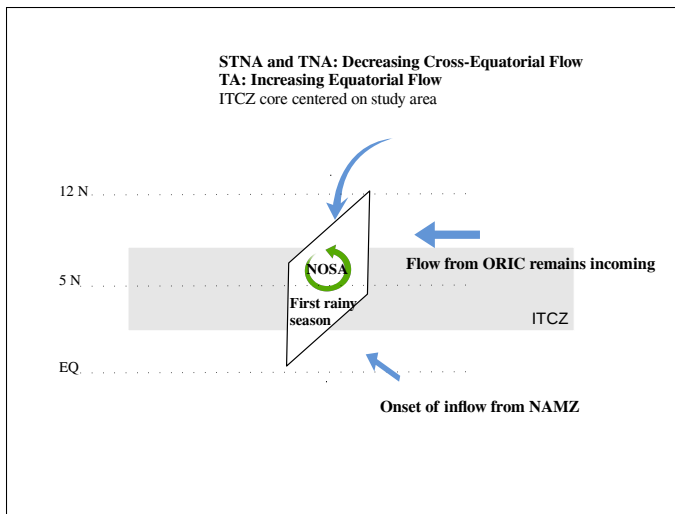 STNA and TNA: Decreasing Cross-Equatorial Flow
TA: Increasing Equatorial Flow
ITCZ core centered on study area
12 N
Flow from ORIC remains incoming
NOSA
5 N
First rainy
season
ITCZ
EQ
Onset of inflow from NAMZ